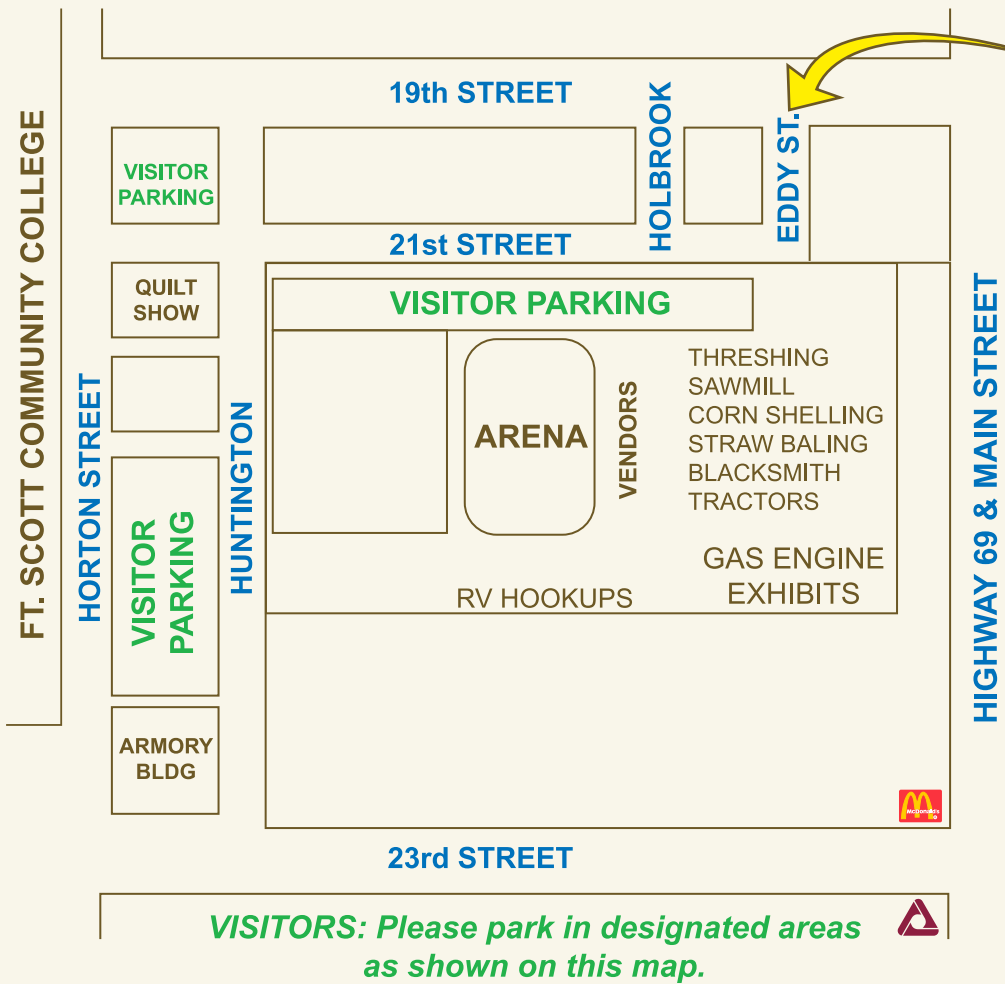 19th STREET
HOLBROOK
EDDY ST.
FT. SCOTT COMMUNITY COLLEGE
VISITOR
PARKING
21st STREET
QUILT
SHOW
VISITOR PARKING
HORTON STREET
HUNTINGTON
ARENA
VENDORS
THRESHING
SAWMILL
CORN SHELLING
STRAW BALING
BLACKSMITH
TRACTORS
GAS ENGINE
EXHIBITS
HIGHWAY 69 & MAIN STREET
VISITOR
PARKING
RV HOOKUPS
ARMORY
BLDG
McDonald's
23rd STREET
VISITORS: Please park in designated areas
as shown on this map.